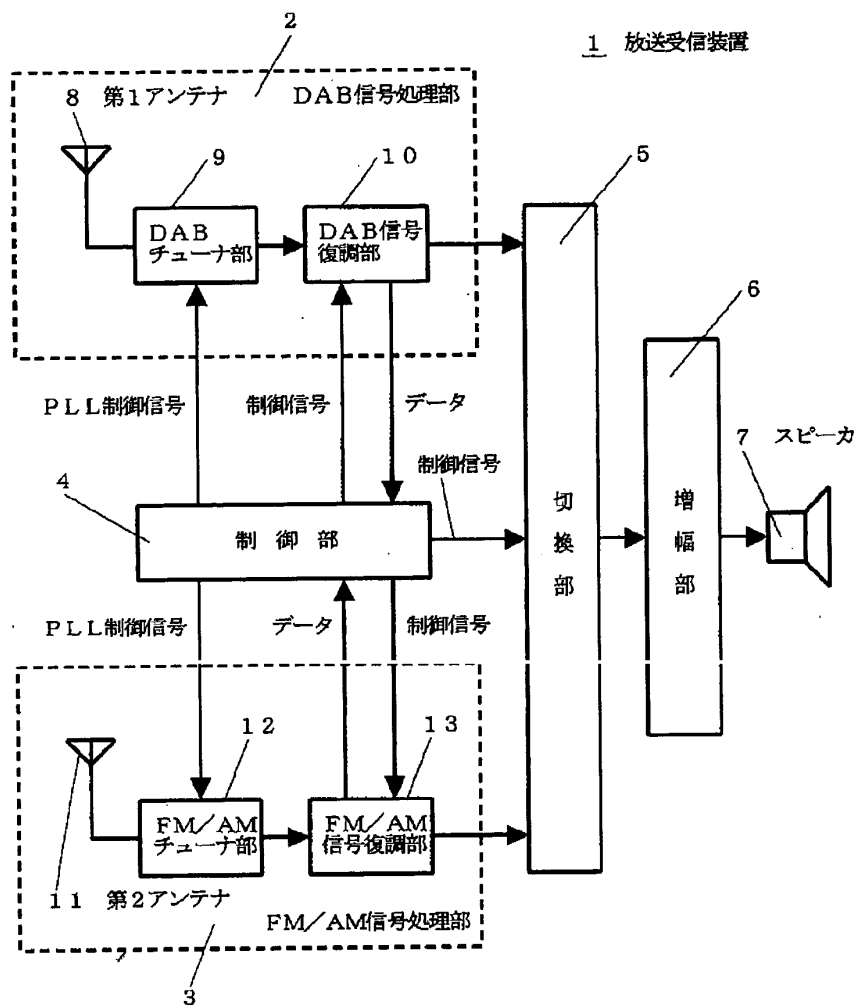 2
1 放送受信装置
8 第1アンテナ
DAB信号処理部
9
10
5
DAB
チューナ部
DAB信号
復調部
6
PLL制御信号
制御信号
データ
7 スピーカ
制御信号
4
制御部
切換部
増幅部
PLL制御信号
データ
制御信号
12
13
FM/AM
チューナ部
FM/AM
信号復調部
11 第2アンテナ
FM/AM信号処理部
3